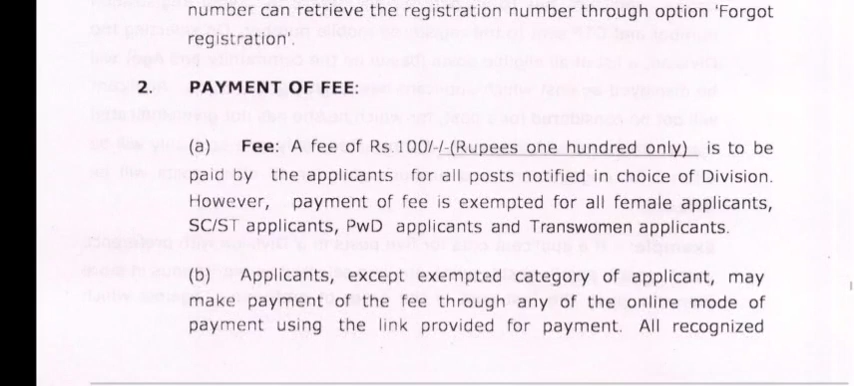 number can retrieve the registration number through option 'Forgot
registration'.
2. PAYMENT OF FEE:
(a) Fee: A fee of Rs.100/-/-(Rupees one hundred only) is to be
paid by the applicants for all posts notified in choice of Division.
However, payment of fee is exempted for all female applicants,
SC/ST applicants, PwD applicants and Transwomen applicants.
(b) Applicants, except exempted category of applicant, may
make payment of the fee through any of the online mode of
payment using the link provided for payment. All recognized